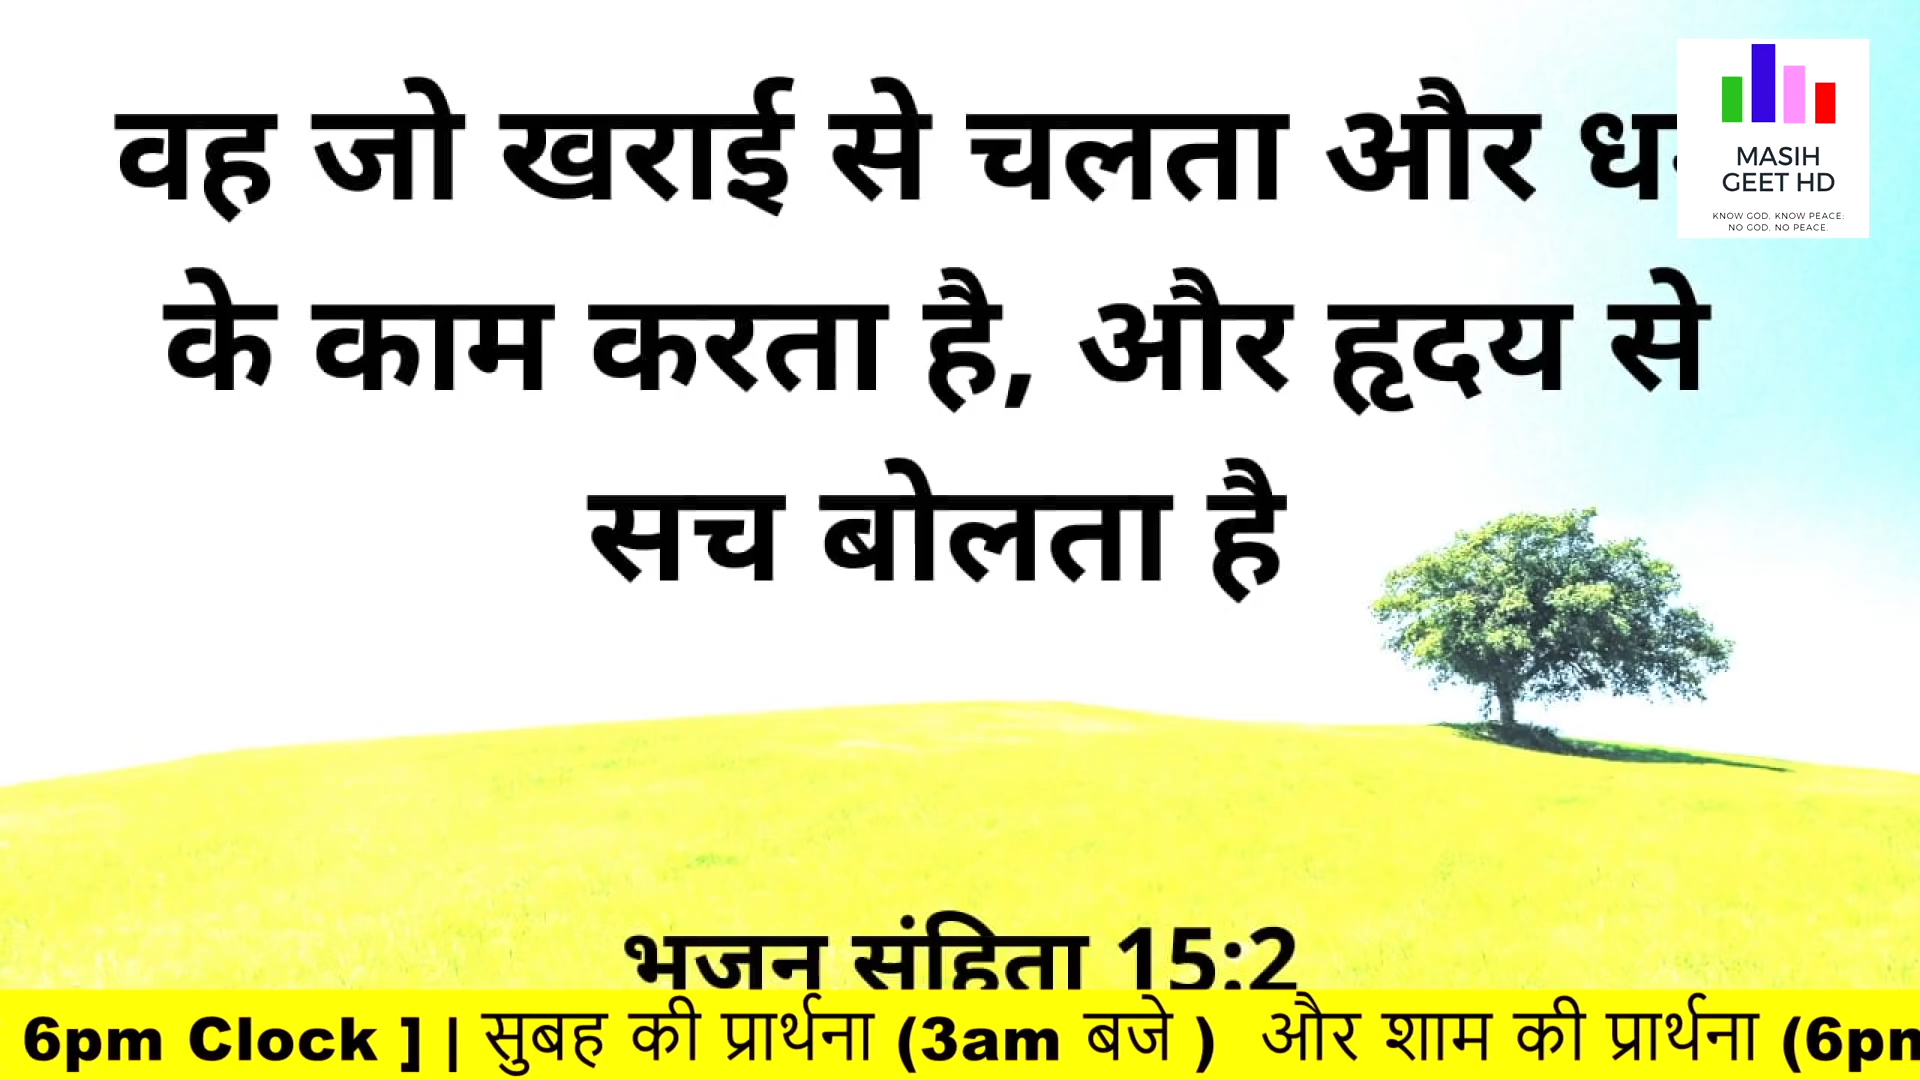 वह जो खराई से चलता और
के काम करता है, और हृदय से
सच बोलता है
MASIH
GEET HD
KNOW GOD. KNOW PEACE:
NO GOD. NO PEACE.
भजन संहिता 15:2
6pm Clock ] | सुबह की प्रार्थना (3am बजे ) और शाम की प्रार्थना (6pm